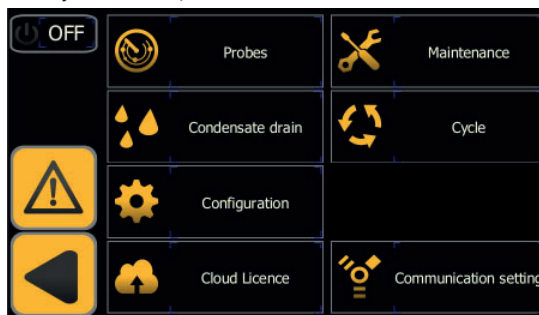 OFF
Probes
Maintenance
Condensate drain
Cycle
Configuration
Cloud Licence
Communication setting